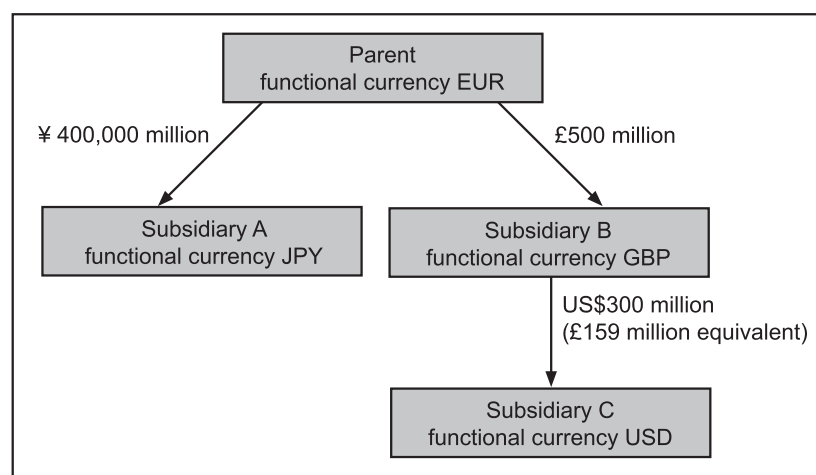 Parent
functional currency EUR
¥ 400,000 million
£500 million
Subsidiary A
functional currency JPY
Subsidiary B
functional currency GBP
US$300 million
(£159 million equivalent)
Subsidiary C
functional currency USD